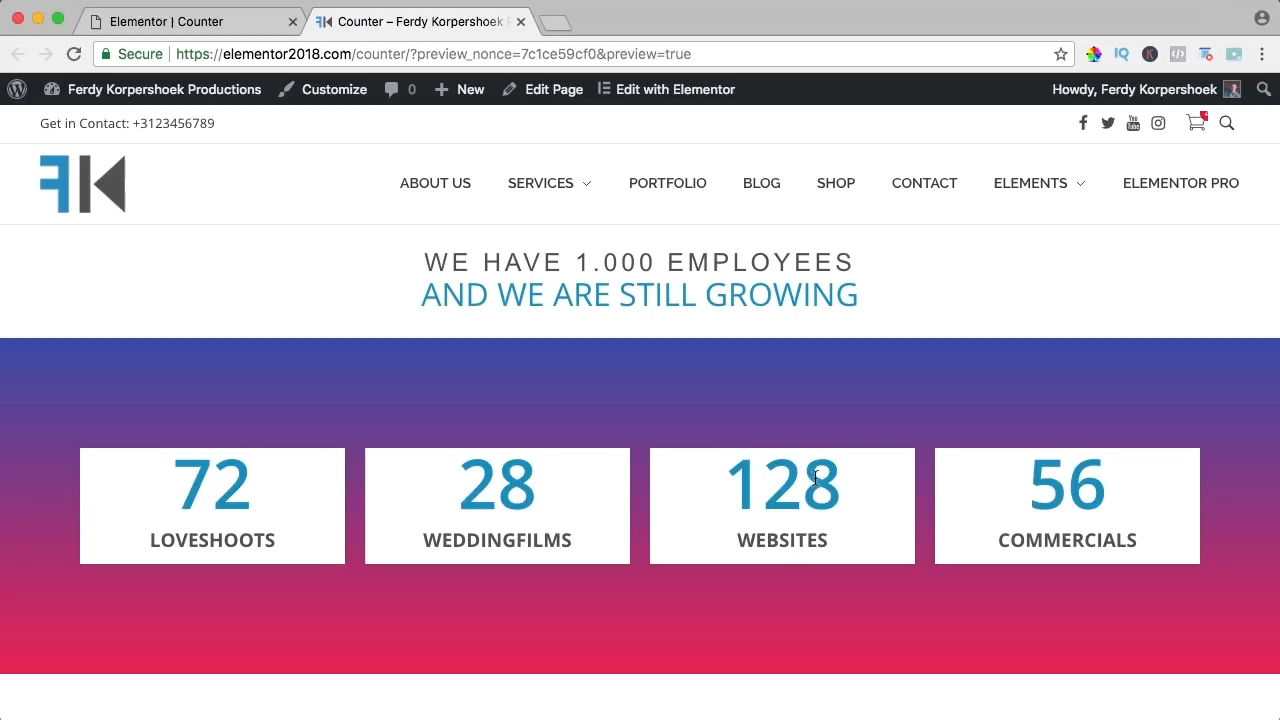 Elementor | Counter
Counter – Ferdy Korpershoek P
Secure
https://elementor2018.com/counter/?preview_nonce=7c1ce59cf0&preview=true
Ferdy Korpershoek Productions Customize 0 New Edit Page Edit with Elementor Howdy, Ferdy Korpershoek
Get in Contact: +3123456789
ABOUT US SERVICES PORTFOLIO BLOG SHOP CONTACT ELEMENTS ELEMENTOR PRO
WE HAVE 1.000 EMPLOYEES
AND WE ARE STILL GROWING
72 28 128 56
LOVESHOOTS WEDDINGFILMS WEBSITES COMMERCIALS